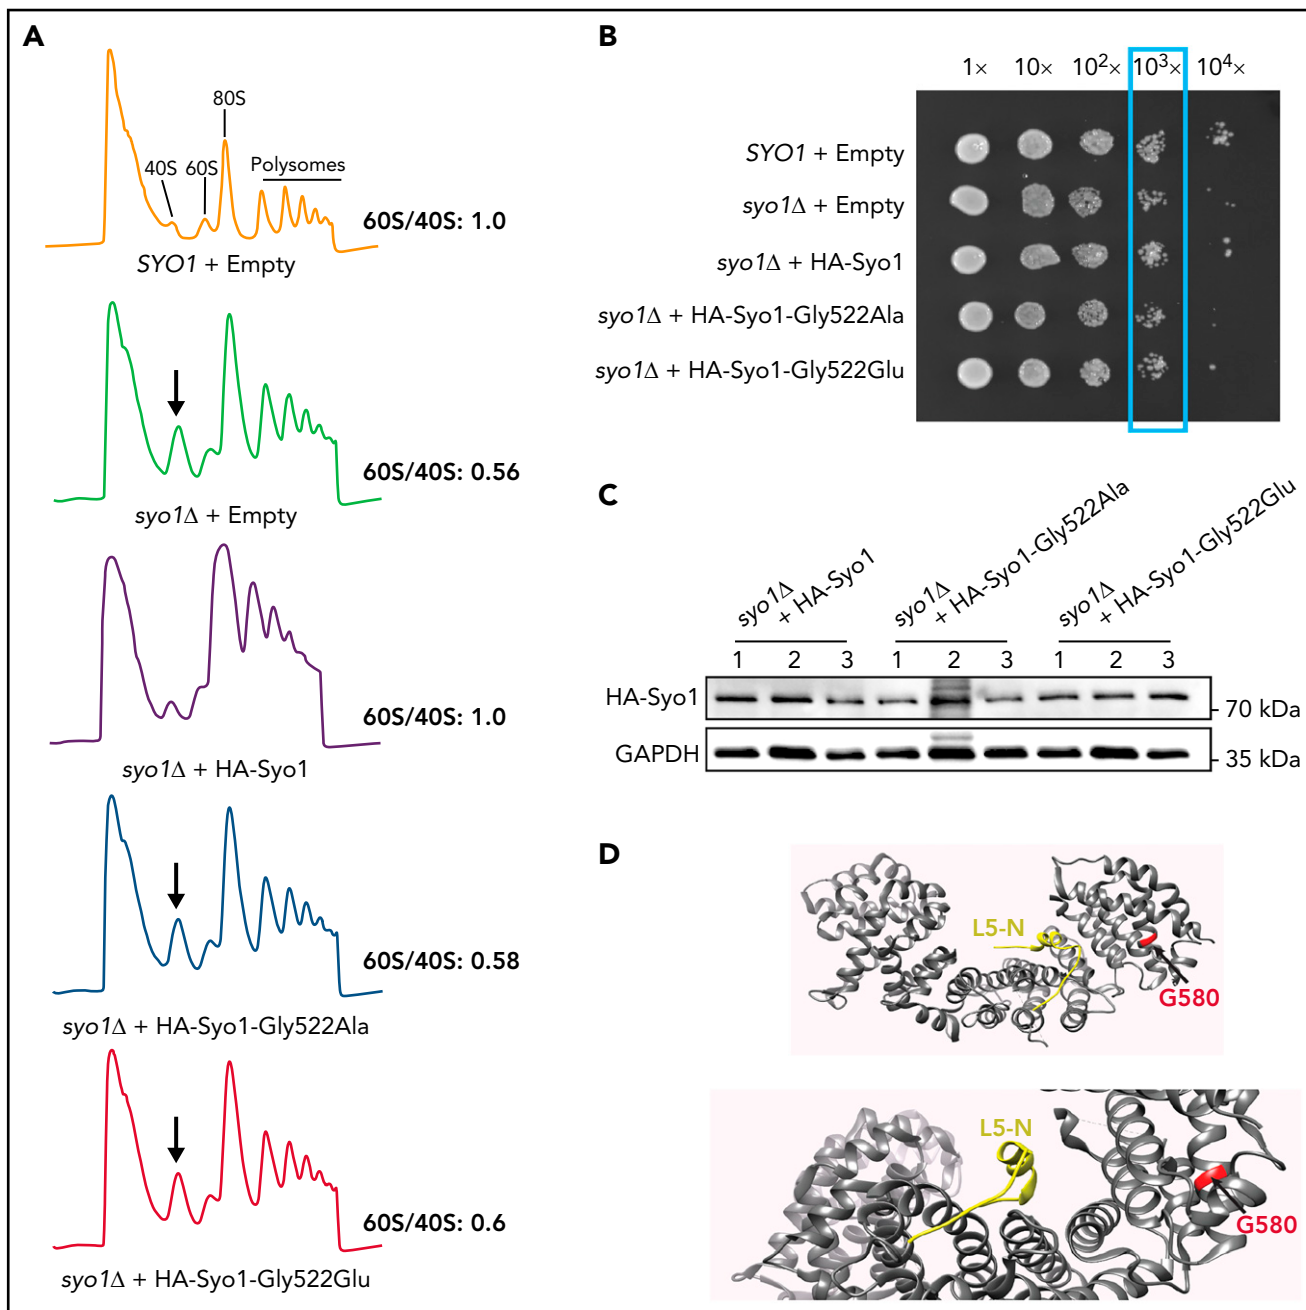 A
40S
60S
80S
Polysomes
60S/40S: 1.0
SYO1 + Empty
60S/40S: 0.56
syo1Δ + Empty
60S/40S: 1.0
syo1Δ + HA-Syo1
60S/40S: 0.58
syo1Δ + HA-Syo1-Gly522Ala
60S/40S: 0.6
syo1Δ + HA-Syo1-Gly522Glu
B
1× 10× 10²× 10³× 10⁴×
SYO1 + Empty
syo1Δ + Empty
syo1Δ + HA-Syo1
syo1Δ + HA-Syo1-Gly522Ala
syo1Δ + HA-Syo1-Gly522Glu
C
syo1Δ
+ HA-Syo1
syo1Δ
+ HA-Syo1-Gly522Ala
syo1Δ
+ HA-Syo1-Gly522Glu
1 2 3 1 2 3 1 2 3
HA-Syo1
70 kDa
GAPDH
35 kDa
D
L5-N
G580
L5-N
G580